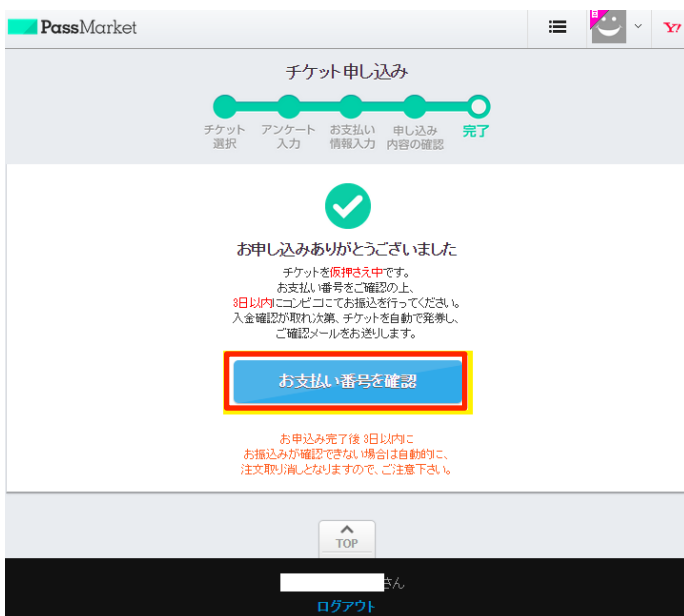 PassMarket
Y!
チケット申し込み
チケット
選択
アンケート
入力
お支払い
情報入力
申し込み
内容の確認
完了
お申し込みありがとうございました
チケットを仮押さえ中です。
お支払い番号をご確認の上、
3日以内にコンビニにてお振込を行ってください。
入金確認が取れ次第、チケットを自動で発券し、
ご確認メールをお送りします。
お支払い番号を確認
お申込み完了後 3日以内に
お振込みが確認できない場合は自動的に、
注文取り消しとなりますので、ご注意下さい。
TOP
さん
ログアウト